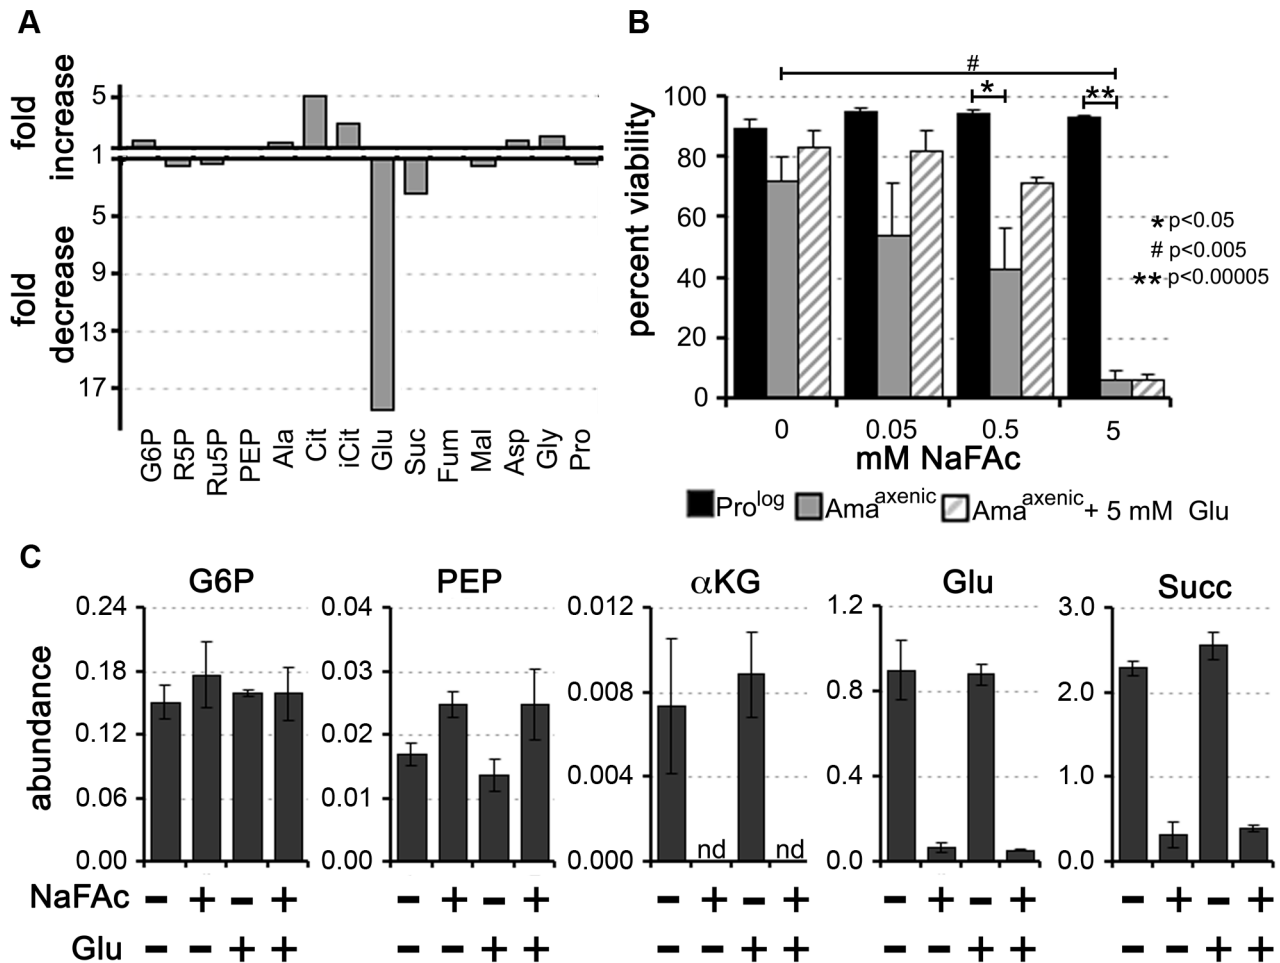 A
fold
increase
fold
decrease
5
1
5
9
13
17
G6P
R5P
Ru5P
PEP
Ala
Cit
iCit
Glu
Suc
Fum
Mal
Asp
Gly
Pro
B
percent viability
100
80
60
40
20
0
#
*
**
* p<0.05
# p<0.005
** p<0.00005
0 0.05 0.5 5
mM NaFAc
Pro log Ama axenic Ama axenic + 5 mM Glu
C
abundance
G6P
0.24
0.18
0.12
0.06
0.00
PEP
0.04
0.03
0.02
0.01
0.00
αKG
0.012
0.008
0.004
0.000
nd nd
Glu
1.2
0.8
0.4
0.0
Succ
3.0
2.0
1.0
0.0
NaFAc − + − + − + − + − + − + − + − + − + − +
Glu − − + + − − + + − − + + − − + + − − + +